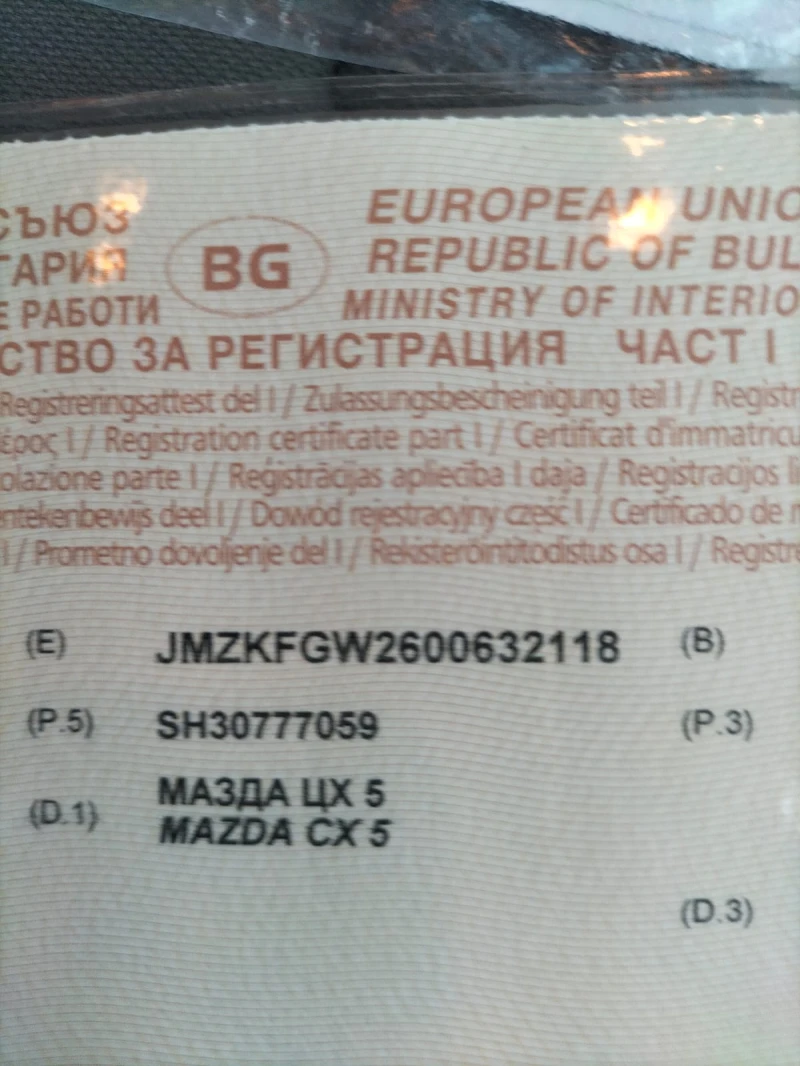 СЪЮЗ
EUROPEAN UNIO
ГАРИЯ
BG
REPUBLIC OF BUL
Е РАБОТИ
MINISTRY OF INTERIO
СТВО ЗА РЕГИСТРАЦИЯ ЧАСТ I
Registreringsattest del I / Zulassungsbescheinigung teil I / Registr
έρος I / Registration certificate part I / Certificat d'immatricu
olazione parte I / Reģistrācijas apliecība I daļa / Registracijos li
ntekenbewijs deel I / Dowód rejestracyjny część I / Certificado de m
I / Prometno dovoljenje del I / Rekisteröintitodistus osa I / Registre
(E) JMZKFGW2600632118 (B)
(P.5) SH30777059 (P.3)
(D.1) МАЗДА ЦХ 5
MAZDA CX 5
(D.3)